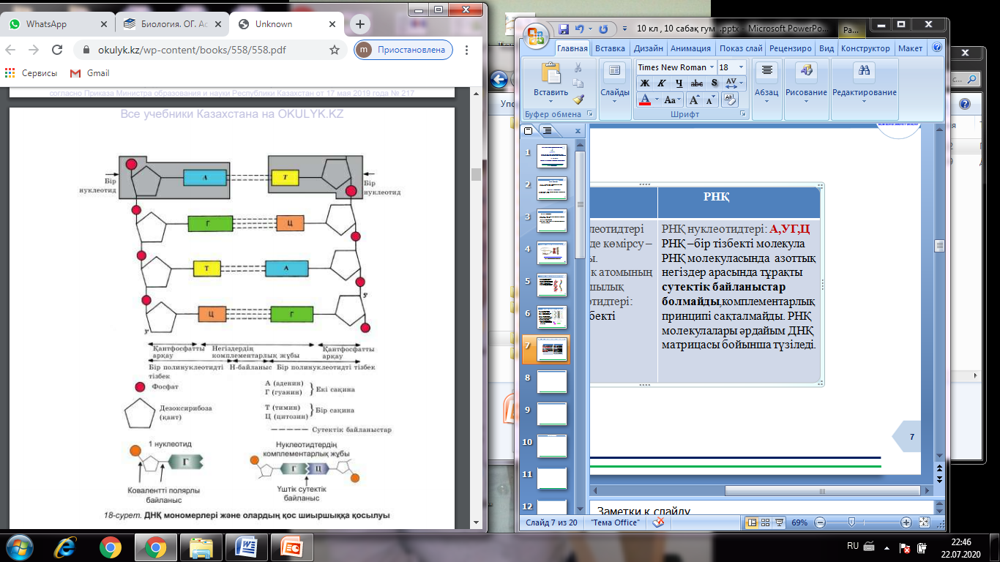 WhatsApp
Биология. ОГ. Ас
Unknown
okulyk.kz/wp-content/books/558/558.pdf
m
Приостановлена
Сервисы
Gmail
согласно Приказа Министра образования и науки Республики Казахстан от 17 мая 2019 года № 217
Все учебники Казахстана на OKULYK.KZ
Бір
нуклеотид
А
Т
Бір
нуклеотид
Г
Ц
Т
А
Ц
Г
5'
3'
Қантфосфатты
арқау
Негіздердің
комплементарлық жұбы
Қантфосфатты
арқау
Бір полинуклеотидті
тізбек
Н-байланыс
Бір полинуклеотидті тізбек
Фосфат
Дезоксирибоза
(қант)
А (аденин)
Г (гуанин)
Екі сақина
Т (тимин)
Ц (цитозин)
Бір сақина
Сутектік байланыстар
1 нуклеотид
Г
Ковалентті полярлы
байланыс
Нуклеотидтердің
комплементарлық жұбы
Г
Ц
Үштік сутектік
байланыс
18-сурет. ДНҚ мономерлері және олардың қос шиыршыққа қосылуы
10 кл , 10 сабақ гум .pptx - Microsoft PowerPo...
Ра...
Главная
Вставка
Дизайн
Анимация
Показ слай
Рецензиро
Вид
Конструктор
Макет
Вставить
Буфер обмена
Слайды
Times New Roman
18
Ж К Ч abc S AV
А Aa A A
Шрифт
Абзац
Рисование
Редактирование
Упо
1
2
3
4
5
6
7
8
9
10
11
12
РНҚ
леотидтері
де көмірсу –
ы.
к атомының
шылық
отидтері:
бекті
РНҚ нуклеотидтері: А,УГ,Ц
РНҚ –бір тізбекті молекула
РНҚ молекуласында азоттық
негіздер арасында тұрақты
сутектік байланыстар
болмайды,комплементарлық
принципі сақталмайды. РНҚ
молекулалары әрдайым ДНҚ
матрицасы бойынша түзіледі.
7
Заметки к слайду
Слайд 7 из 20
"Тема Office"
69%
RU
22:46
22.07.2020